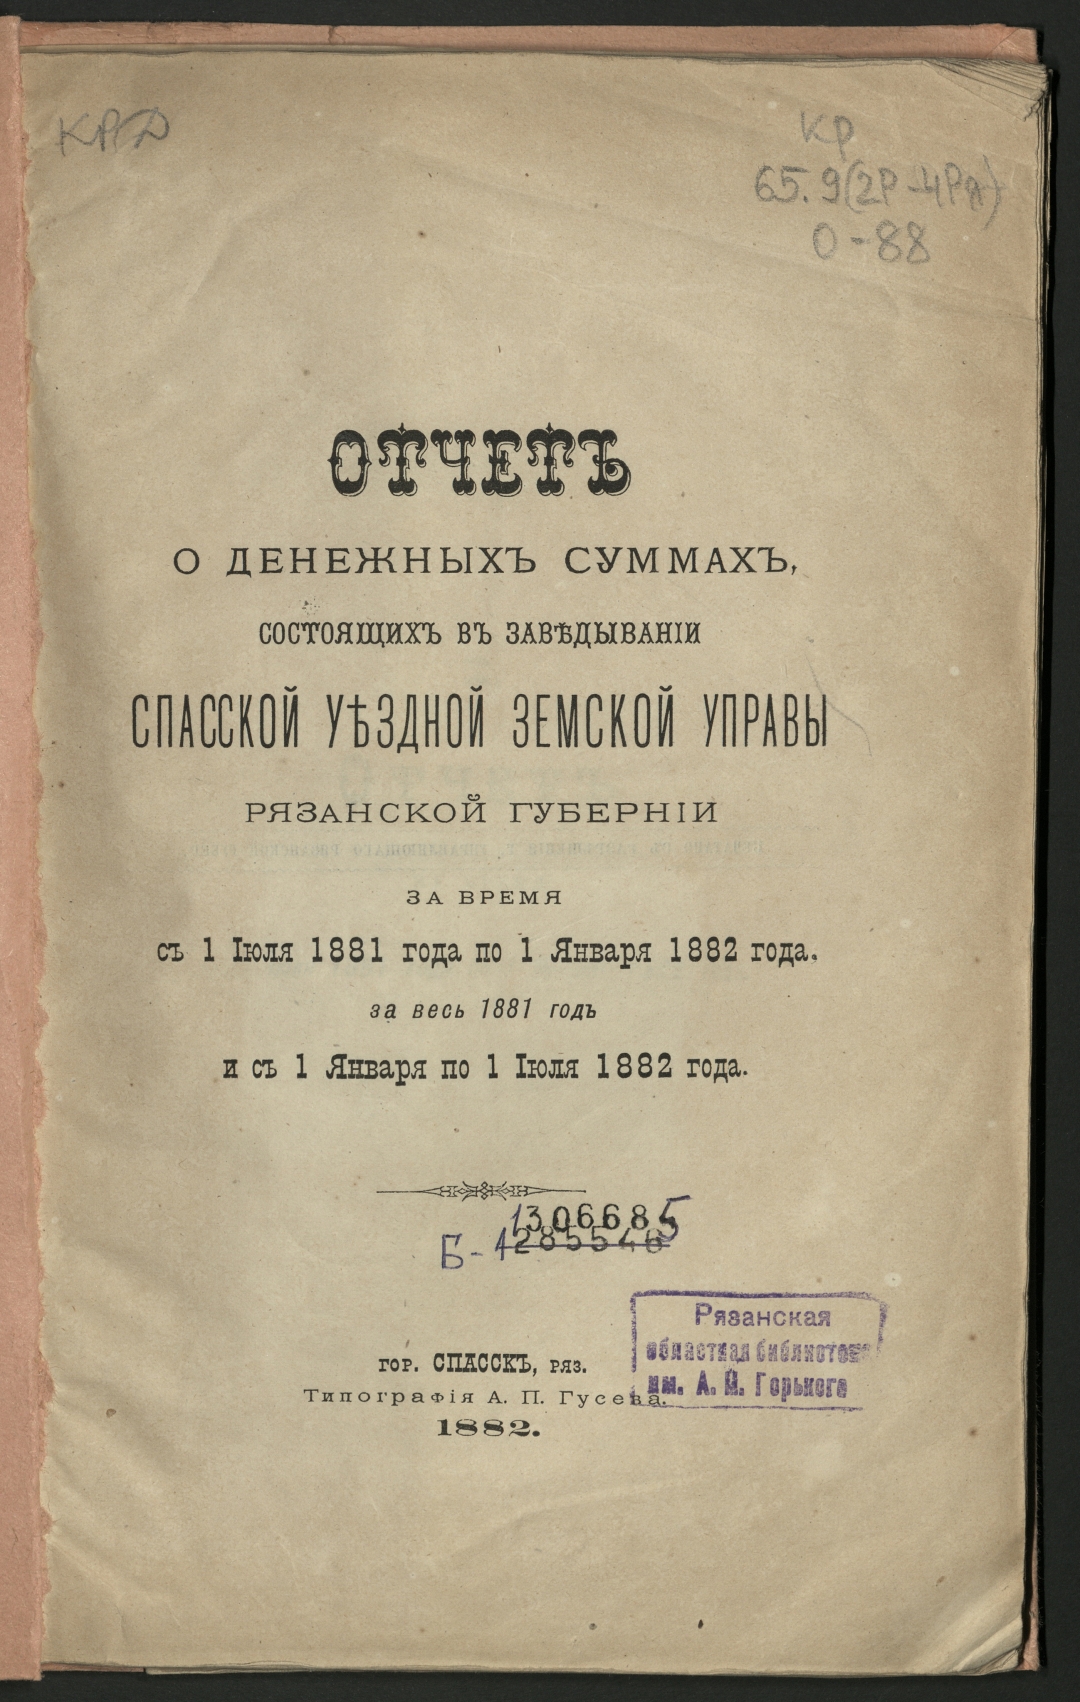 КРД
Кр
65.9(2Р-4Ря)
О-88
ОТЧЕТЪ
О ДЕНЕЖНЫХЪ СУММАХЪ,
СОСТОЯЩИХЪ ВЪ ЗАВѢДЫВАНІИ
СПАССКОЙ УѢЗДНОЙ ЗЕМСКОЙ УПРАВЫ
РЯЗАНСКОЙ ГУБЕРНІИ
ЗА ВРЕМЯ
съ 1 Іюля 1881 года по 1 Января 1882 года.
за весь 1881 годъ
и съ 1 Января по 1 Іюля 1882 года.
1306685
Б-1285546
Рязанская
областная библиотека
им. А. М. Горького
гор. СПАССКЪ, ряз.
Типографія А. П. Гусева.
1882.